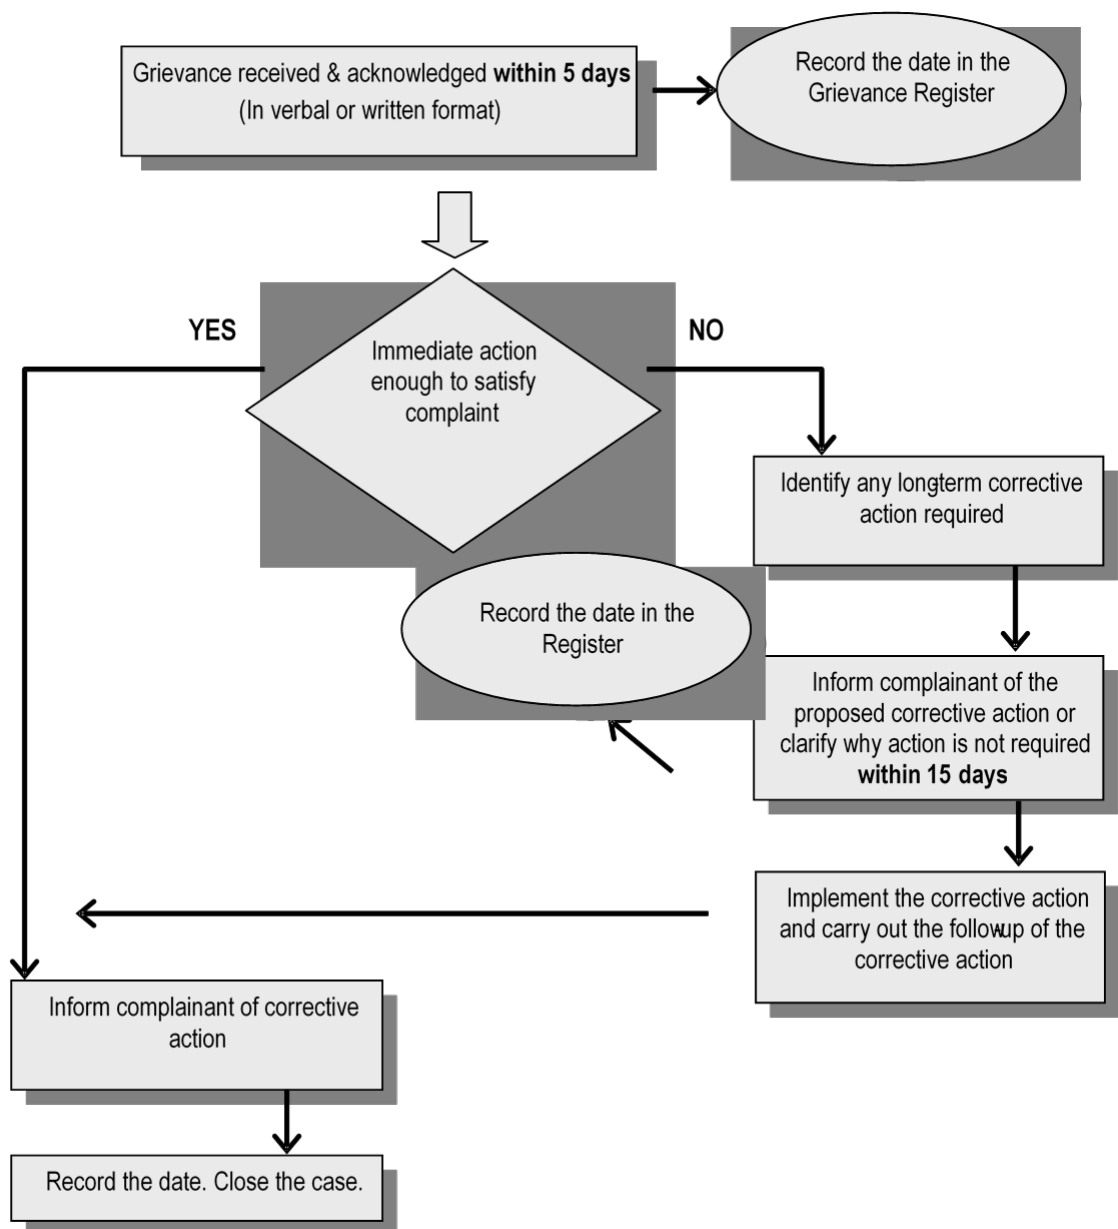 Grievance received & acknowledged within 5 days
(In verbal or written format)
Record the date in the
Grievance Register
YES
NO
Immediate action
enough to satisfy
complaint
Identify any long-term corrective
action required
Record the date in the
Register
Inform complainant of the
proposed corrective action or
clarify why action is not required
within 15 days
Implement the corrective action
and carry out the follow-up of the
corrective action
Inform complainant of corrective
action
Record the date. Close the case.